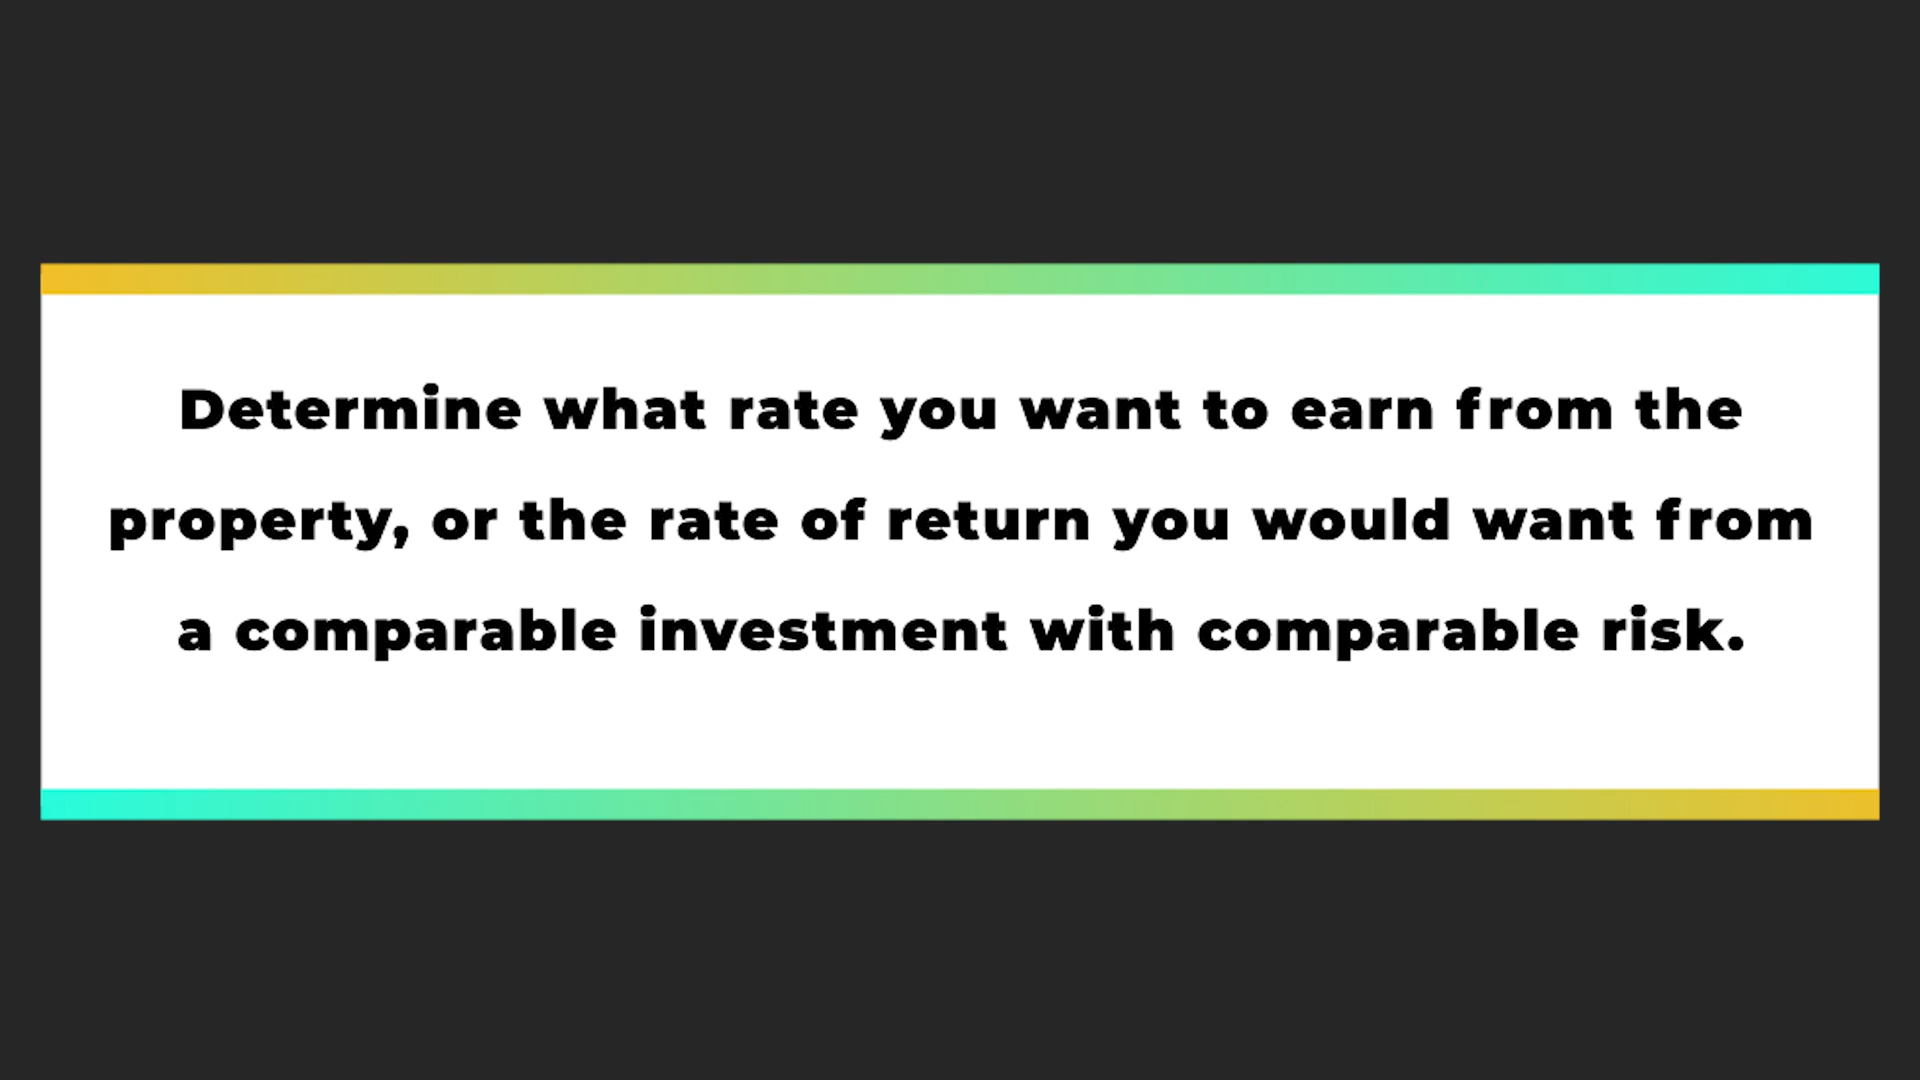 Determine what rate you want to earn from the
property, or the rate of return you would want from
a comparable investment with comparable risk.